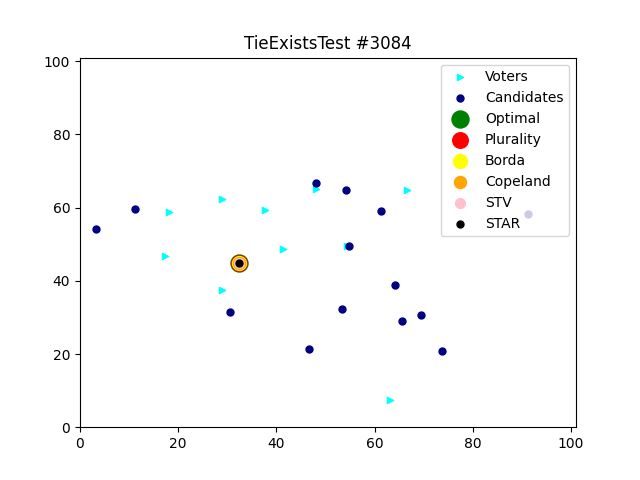 TieExistsTest #3084
100
80
60
40
20
0
0 20 40 60 80 100
Voters
Candidates
Optimal
Plurality
Borda
Copeland
STV
STAR